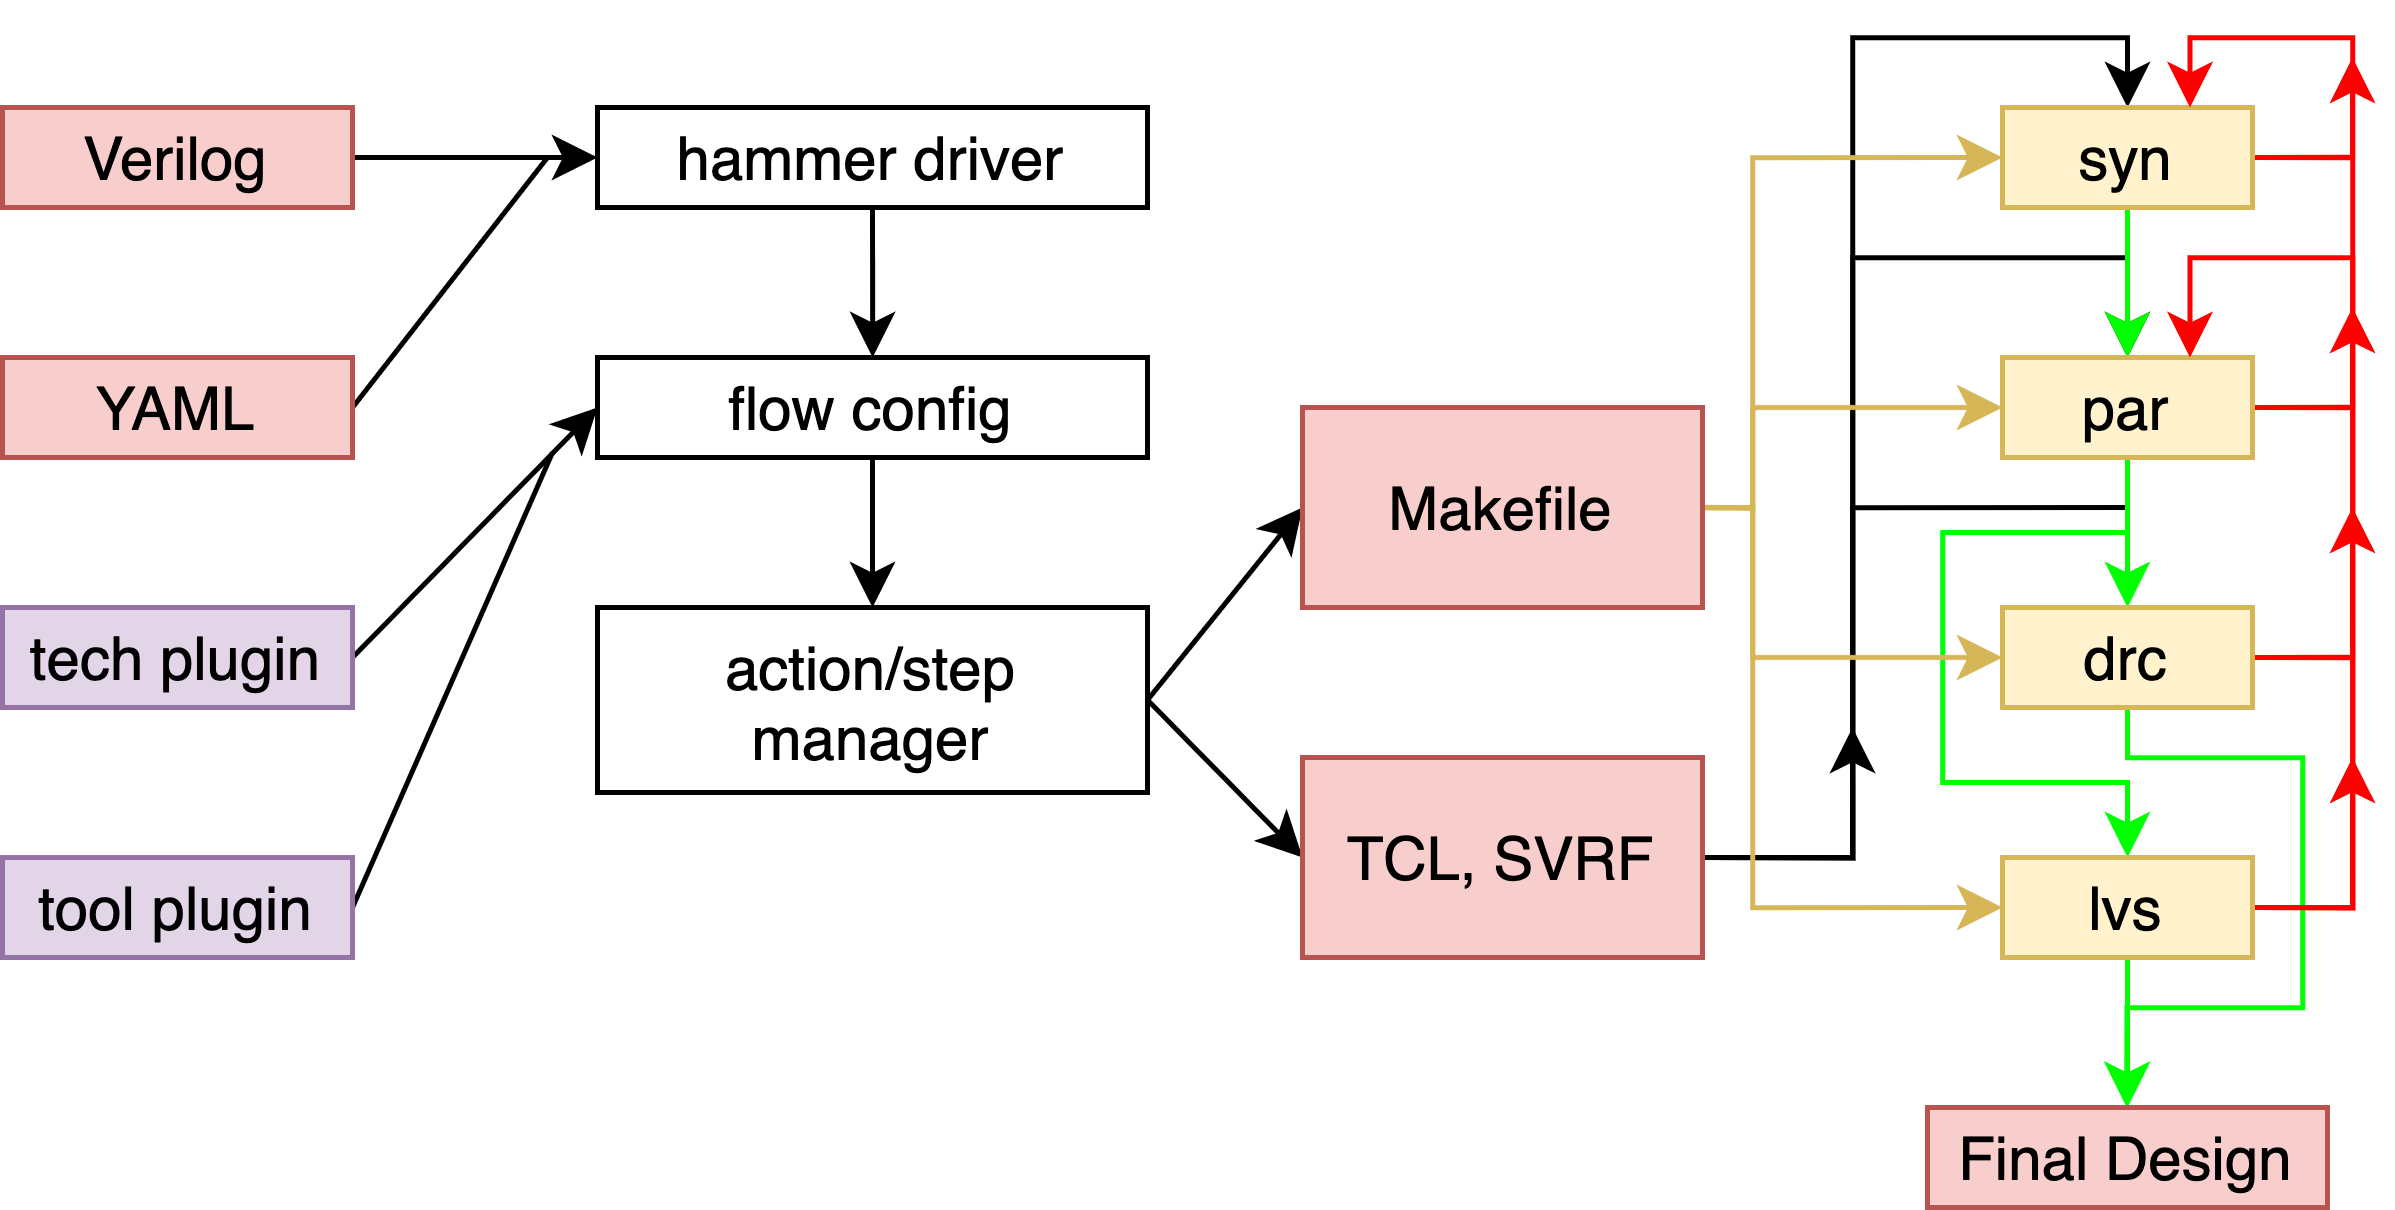 Verilog
YAML
tech plugin
tool plugin
hammer driver
flow config
action/step
manager
Makefile
TCL, SVRF
syn
par
drc
lvs
Final Design